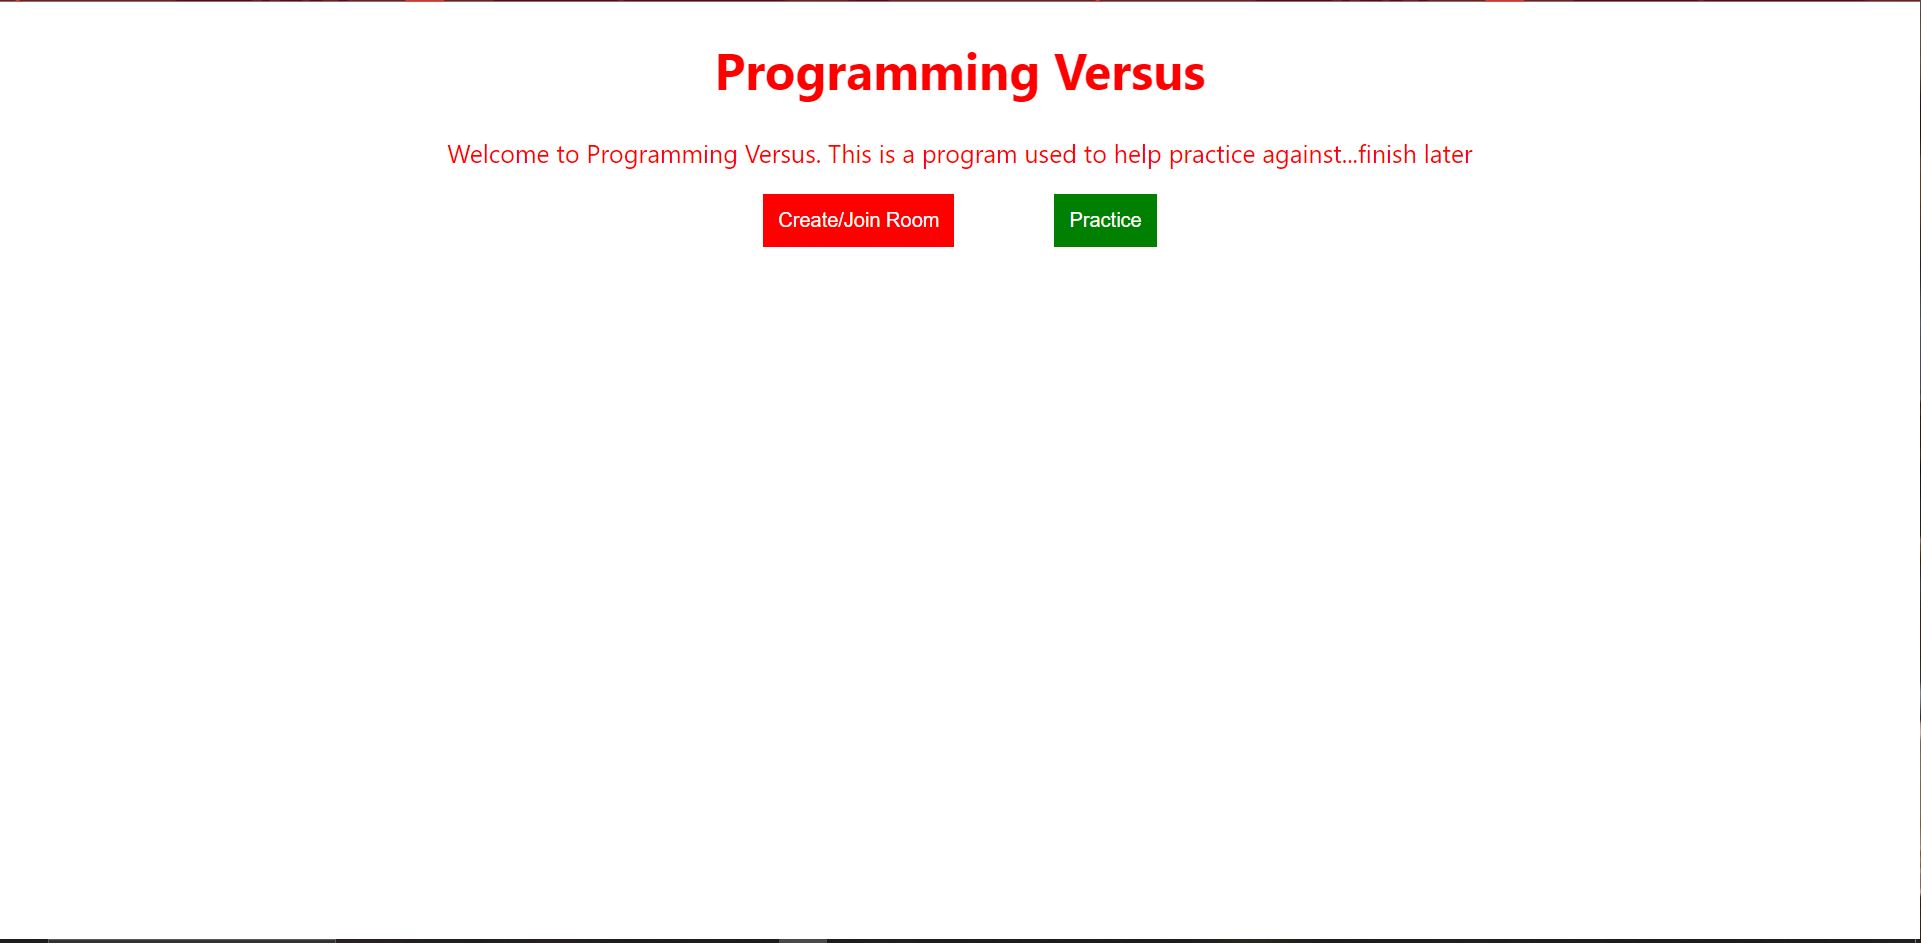 Programming Versus
Welcome to Programming Versus. This is a program used to help practice against...finish later
Create/Join Room
Practice